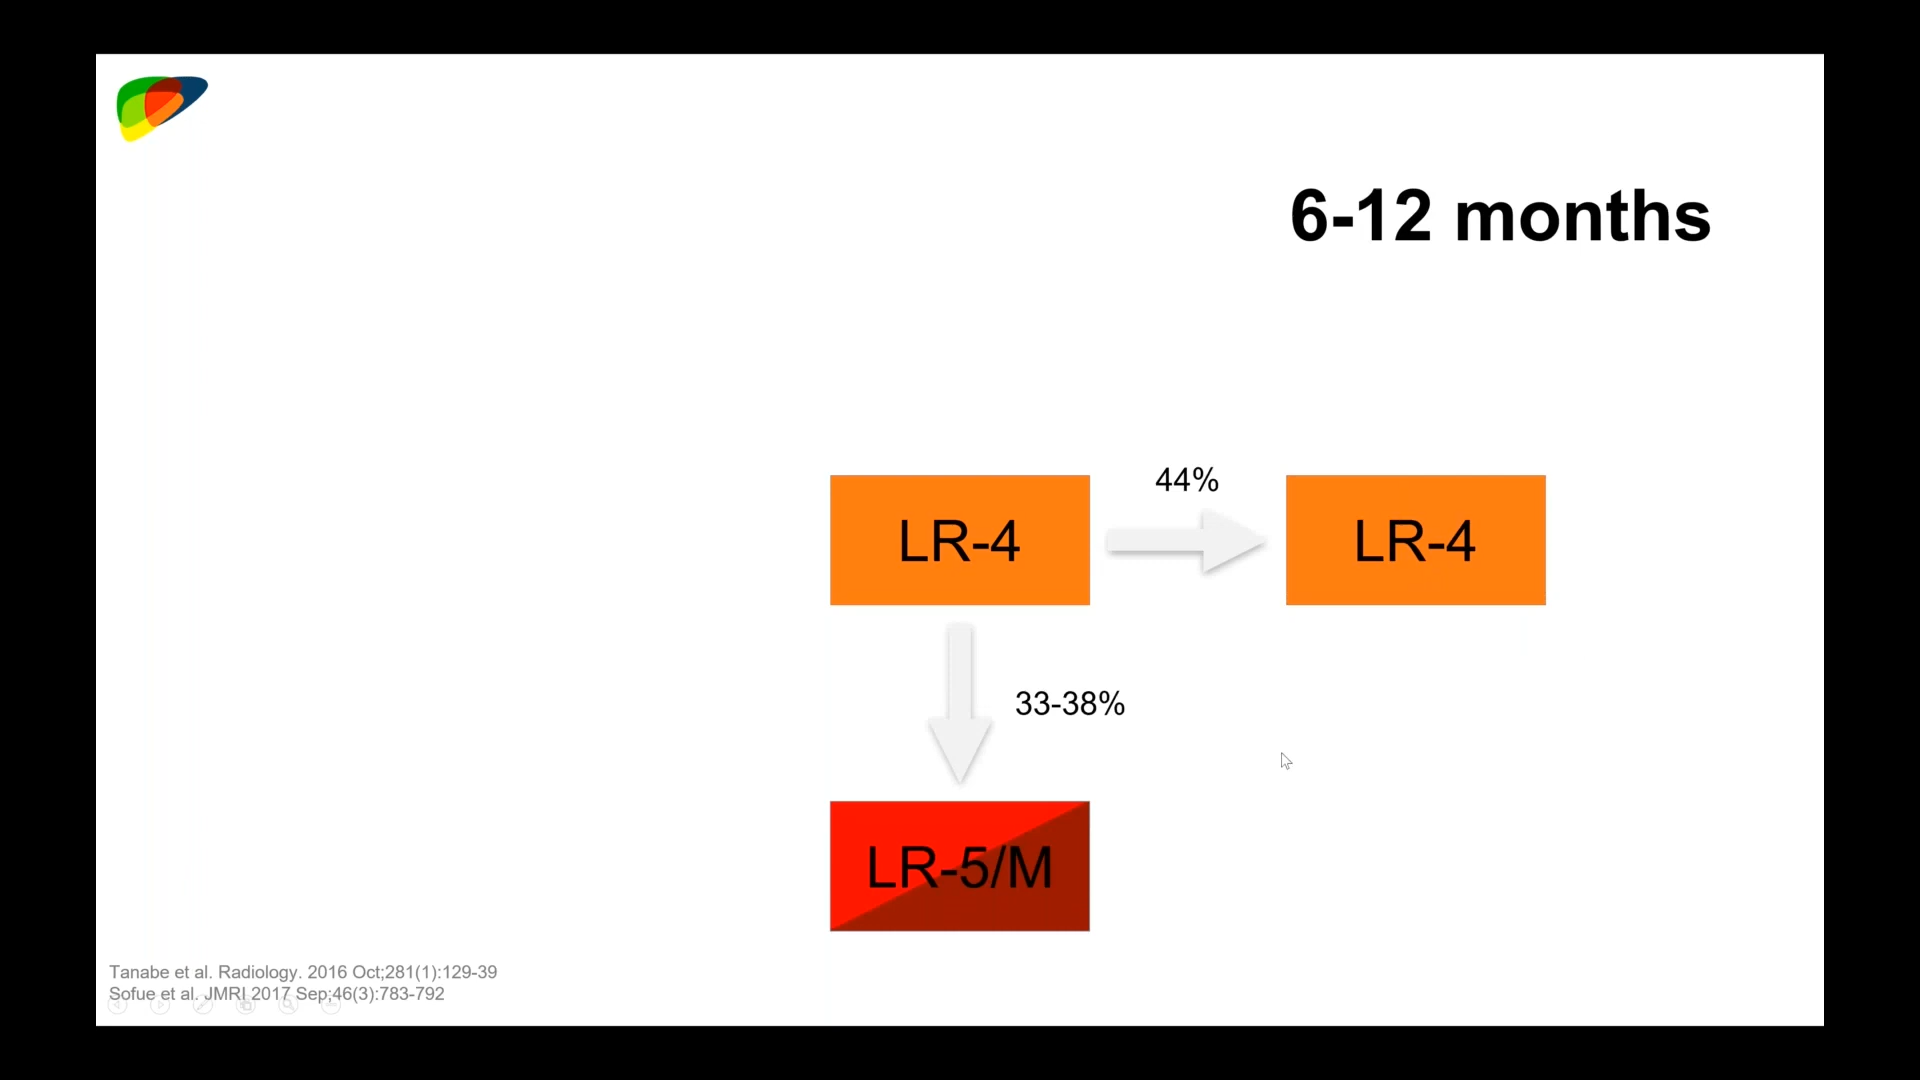 6-12 months
44%
LR-4
LR-4
33-38%
LR-5/M
Tanabe et al. Radiology. 2016 Oct;281(1):129-39
Sofue et al. JMRI 2017 Sep;46(3):783-792